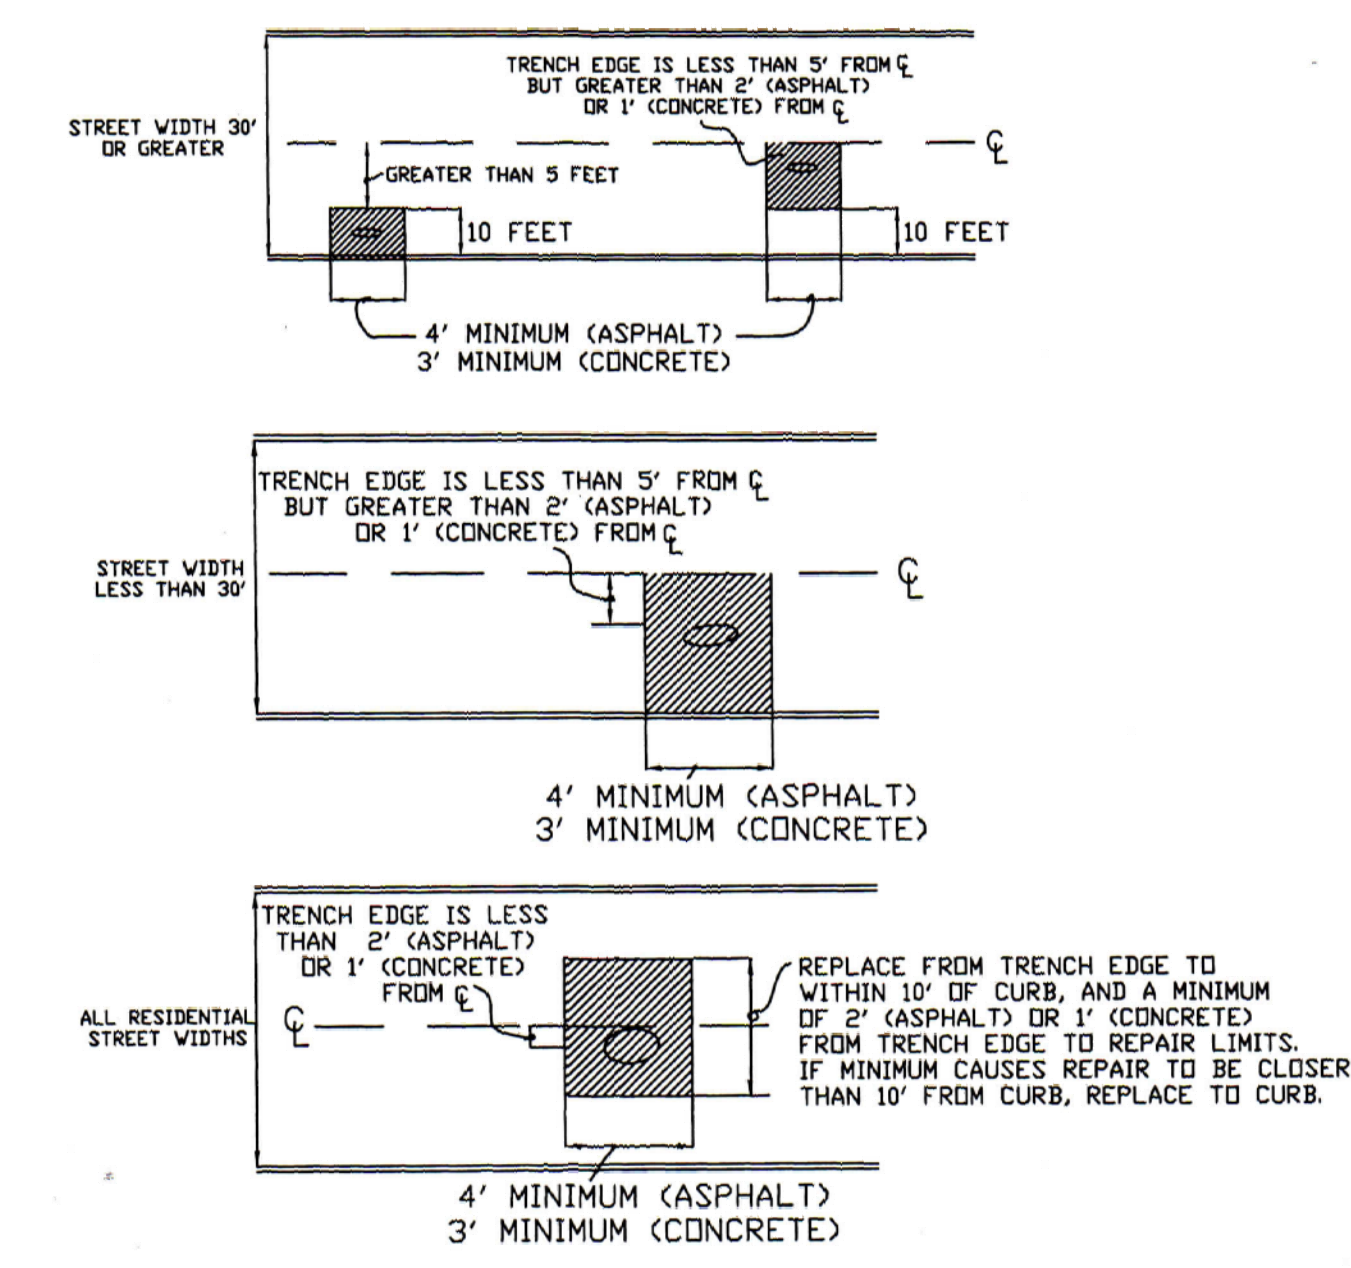 TRENCH EDGE IS LESS THAN 5' FROM ℄
BUT GREATER THAN 2' (ASPHALT)
OR 1' (CONCRETE) FROM ℄
STREET WIDTH 30'
OR GREATER
℄
GREATER THAN 5 FEET
10 FEET
10 FEET
4' MINIMUM (ASPHALT)
3' MINIMUM (CONCRETE)
TRENCH EDGE IS LESS THAN 5' FROM ℄
BUT GREATER THAN 2' (ASPHALT)
OR 1' (CONCRETE) FROM ℄
STREET WIDTH
LESS THAN 30'
℄
4' MINIMUM (ASPHALT)
3' MINIMUM (CONCRETE)
TRENCH EDGE IS LESS
THAN 2' (ASPHALT)
OR 1' (CONCRETE)
FROM ℄
ALL RESIDENTIAL
STREET WIDTHS
℄
REPLACE FROM TRENCH EDGE TO
WITHIN 10' OF CURB, AND A MINIMUM
OF 2' (ASPHALT) OR 1' (CONCRETE)
FROM TRENCH EDGE TO REPAIR LIMITS.
IF MINIMUM CAUSES REPAIR TO BE CLOSER
THAN 10' FROM CURB, REPLACE TO CURB.
4' MINIMUM (ASPHALT)
3' MINIMUM (CONCRETE)